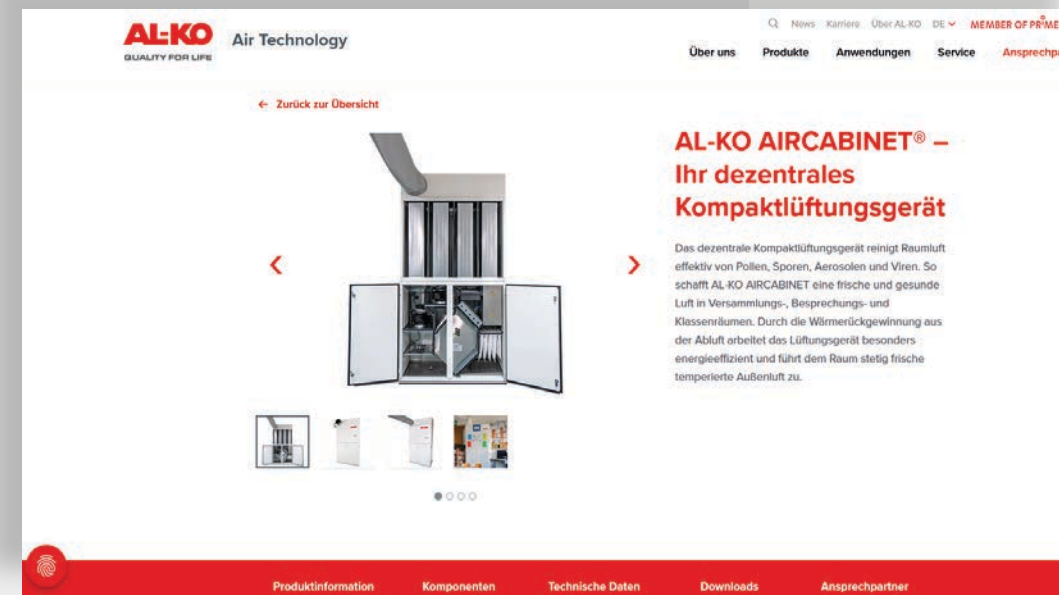 AL-KO
QUALITY FOR LIFE
Air Technology
News Karriere Über AL-KO DE MEMBER OF PRIME
Über uns Produkte Anwendungen Service Ansprechpa
← Zurück zur Übersicht
AL-KO AIRCABINET® –
Ihr dezentrales
Kompaktlüftungsgerät
Das dezentrale Kompaktlüftungsgerät reinigt Raumluft
effektiv von Pollen, Sporen, Aerosolen und Viren. So
schafft AL-KO AIRCABINET eine frische und gesunde
Luft in Versammlungs-, Besprechungs- und
Klassenräumen. Durch die Wärmerückgewinnung aus
der Abluft arbeitet das Lüftungsgerät besonders
energieeffizient und führt dem Raum stetig frische
temperierte Außenluft zu.
Produktinformation Komponenten Technische Daten Downloads Ansprechpartner